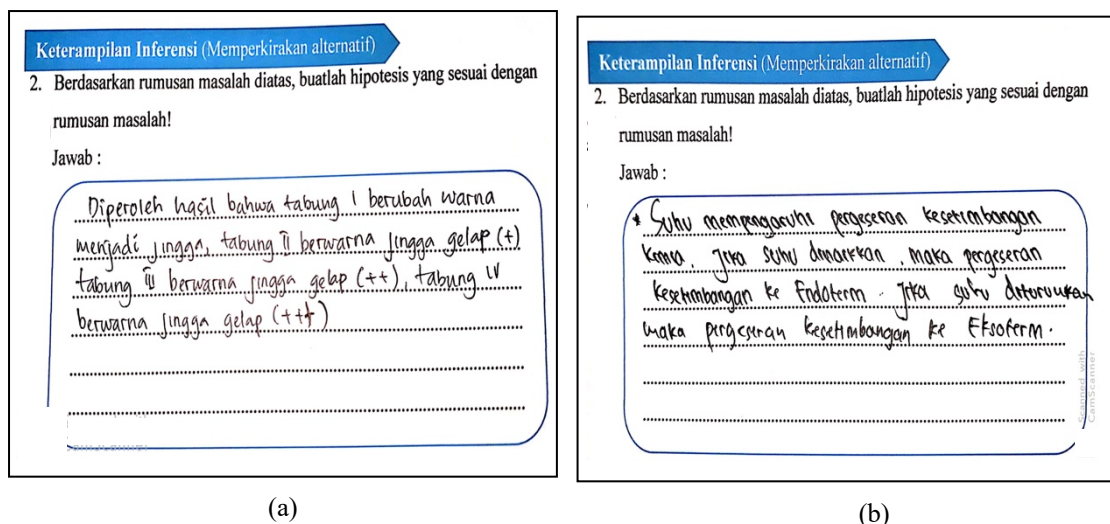 Keterampilan Inferensi (Memperkirakan alternatif)
2. Berdasarkan rumusan masalah diatas, buatlah hipotesis yang sesuai dengan
rumusan masalah!
Jawab :
Diperoleh hasil bahwa tabung I berubah warna
menjadi jingga, tabung II berwarna jingga gelap (+)
tabung III berwarna jingga gelap (++), tabung IV
berwarna jingga gelap (+++)
(a)
Keterampilan Inferensi (Memperkirakan alternatif)
2. Berdasarkan rumusan masalah diatas, buatlah hipotesis yang sesuai dengan
rumusan masalah!
Jawab :
* Suhu mempengaruhi pergeseran kesetimbangan
kimia. Jika suhu dinaikkan, maka pergeseran
kesetimbangan ke Endoterm. Jika suhu diturunkan
maka pergeseran kesetimbangan ke Eksoterm.
Scanned with
CamScanner
(b)